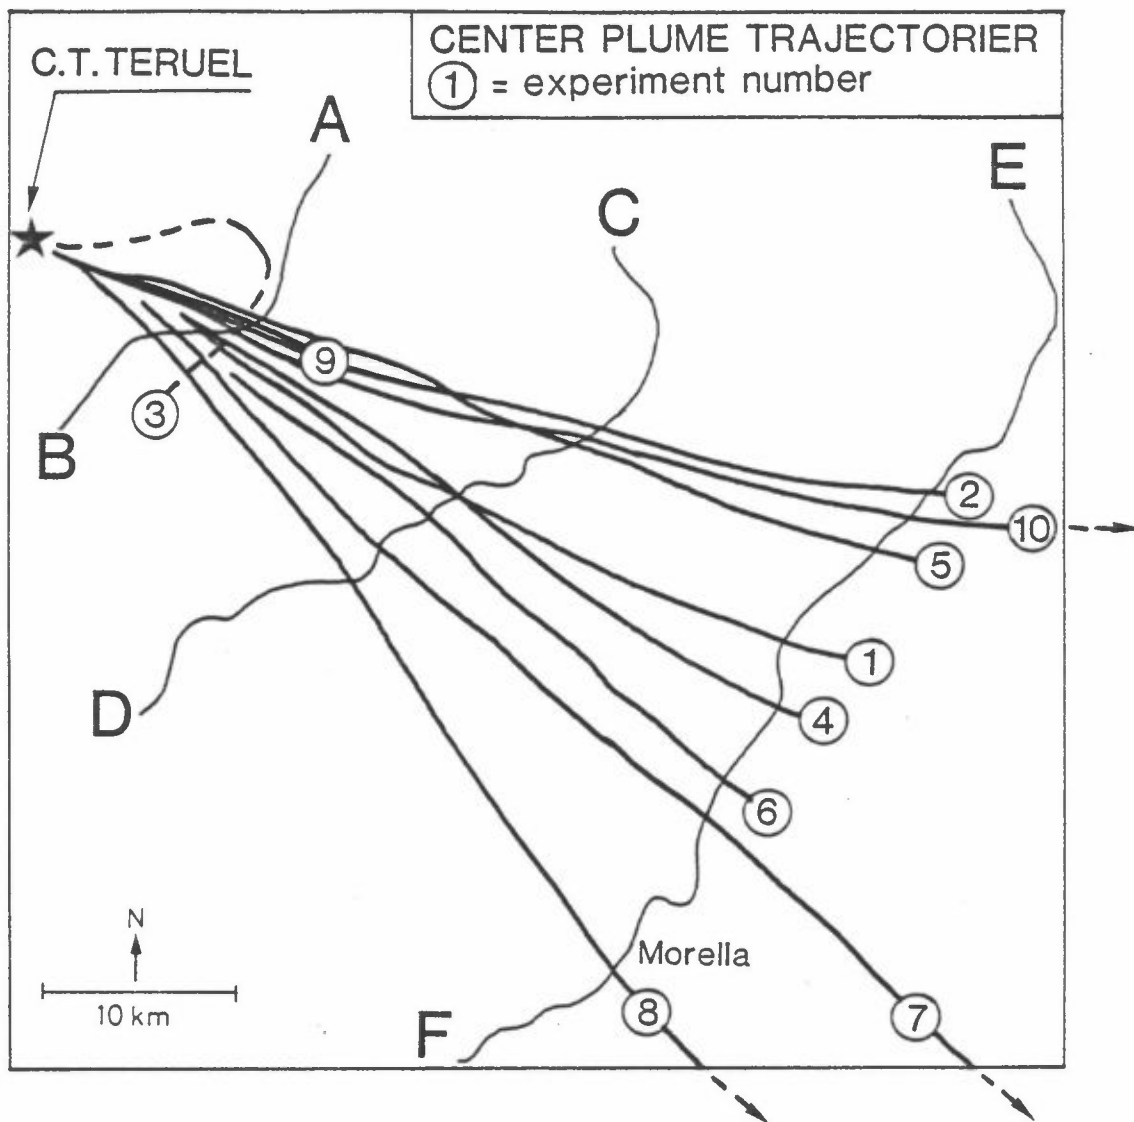 C.T. TERUEL
CENTER PLUME TRAJECTORIER
1 = experiment number
A
E
C
9
3
B
2
10
5
1
D
4
6
N
Morella
10 km
8
7
F